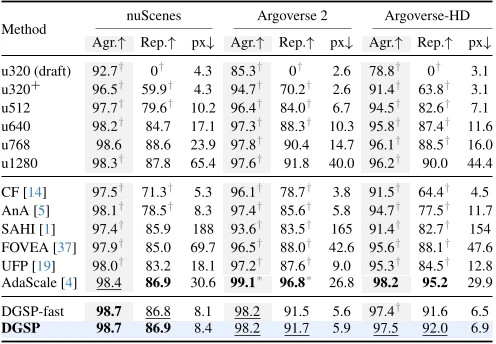 Method nuScenes Argoverse 2 Argoverse-HD
Agr.↑ Rep.↑ px↓ Agr.↑ Rep.↑ px↓ Agr.↑ Rep.↑ px↓
u320 (draft) 92.7† 0† 4.3 85.3† 0† 2.6 78.8† 0† 3.1
u320+ 96.5† 59.9† 4.3 94.7† 70.2† 2.6 91.4† 63.8† 3.1
u512 97.7† 79.6† 10.2 96.4† 84.0† 6.7 94.5† 82.6† 7.1
u640 98.2† 84.7 17.1 97.3† 88.3† 10.3 95.8† 87.4† 11.6
u768 98.6 88.6 23.9 97.8† 90.4 14.7 96.1† 88.5† 16.0
u1280 98.3† 87.8 65.4 97.6† 91.8 40.0 96.2† 90.0 44.4
CF [14] 97.5† 71.3† 5.3 96.1† 78.7† 3.8 91.5† 64.4† 4.5
AnA [5] 98.1† 78.5† 8.3 97.4† 85.6† 5.8 94.7† 77.5† 11.7
SAHI [1] 97.4† 85.9 188 93.6† 83.5† 165 91.4† 82.7† 154
FOVEA [37] 97.9† 85.0 69.7 96.5† 88.0† 42.6 95.6† 88.1† 47.6
UFP [19] 98.0† 83.2 18.1 97.2† 87.6† 9.0 95.3† 84.5† 12.8
AdaScale [4] 98.4 86.9 30.6 99.1* 96.8* 26.8 98.2 95.2 29.9
DGSP-fast 98.7 86.8 8.1 98.2 91.5 5.6 97.4† 91.6 6.5
DGSP 98.7 86.9 8.4 98.2 91.7 5.9 97.5 92.0 6.9